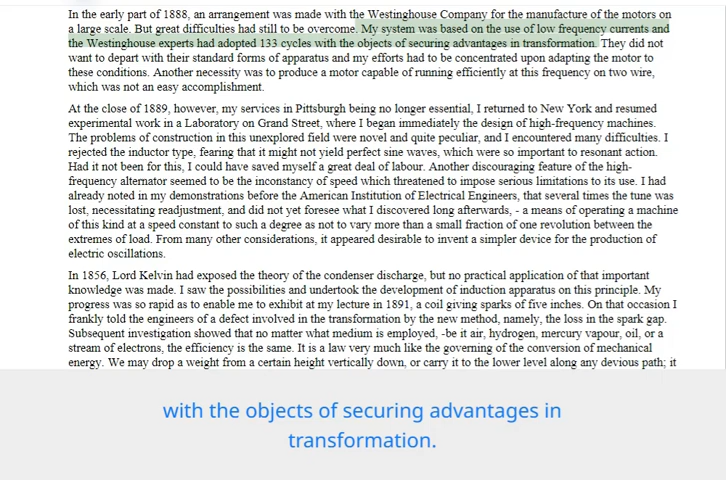 In the early part of 1888, an arrangement was made with the Westinghouse Company for the manufacture of the motors on
a large scale. But great difficulties had still to be overcome. My system was based on the use of low frequency currents and
the Westinghouse experts had adopted 133 cycles with the objects of securing advantages in transformation. They did not
want to depart with their standard forms of apparatus and my efforts had to be concentrated upon adapting the motor to
these conditions. Another necessity was to produce a motor capable of running efficiently at this frequency on two wire,
which was not an easy accomplishment.
At the close of 1889, however, my services in Pittsburgh being no longer essential, I returned to New York and resumed
experimental work in a Laboratory on Grand Street, where I began immediately the design of high-frequency machines.
The problems of construction in this unexplored field were novel and quite peculiar, and I encountered many difficulties. I
rejected the inductor type, fearing that it might not yield perfect sine waves, which were so important to resonant action.
Had it not been for this, I could have saved myself a great deal of labour. Another discouraging feature of the high-
frequency alternator seemed to be the inconstancy of speed which threatened to impose serious limitations to its use. I had
already noted in my demonstrations before the American Institution of Electrical Engineers, that several times the tune was
lost, necessitating readjustment, and did not yet foresee what I discovered long afterwards, - a means of operating a machine
of this kind at a speed constant to such a degree as not to vary more than a small fraction of one revolution between the
extremes of load. From many other considerations, it appeared desirable to invent a simpler device for the production of
electric oscillations.
In 1856, Lord Kelvin had exposed the theory of the condenser discharge, but no practical application of that important
knowledge was made. I saw the possibilities and undertook the development of induction apparatus on this principle. My
progress was so rapid as to enable me to exhibit at my lecture in 1891, a coil giving sparks of five inches. On that occasion I
frankly told the engineers of a defect involved in the transformation by the new method, namely, the loss in the spark gap.
Subsequent investigation showed that no matter what medium is employed, -be it air, hydrogen, mercury vapour, oil, or a
stream of electrons, the efficiency is the same. It is a law very much like the governing of the conversion of mechanical
energy. We may drop a weight from a certain height vertically down, or carry it to the lower level along any devious path; it
with the objects of securing advantages in
transformation.